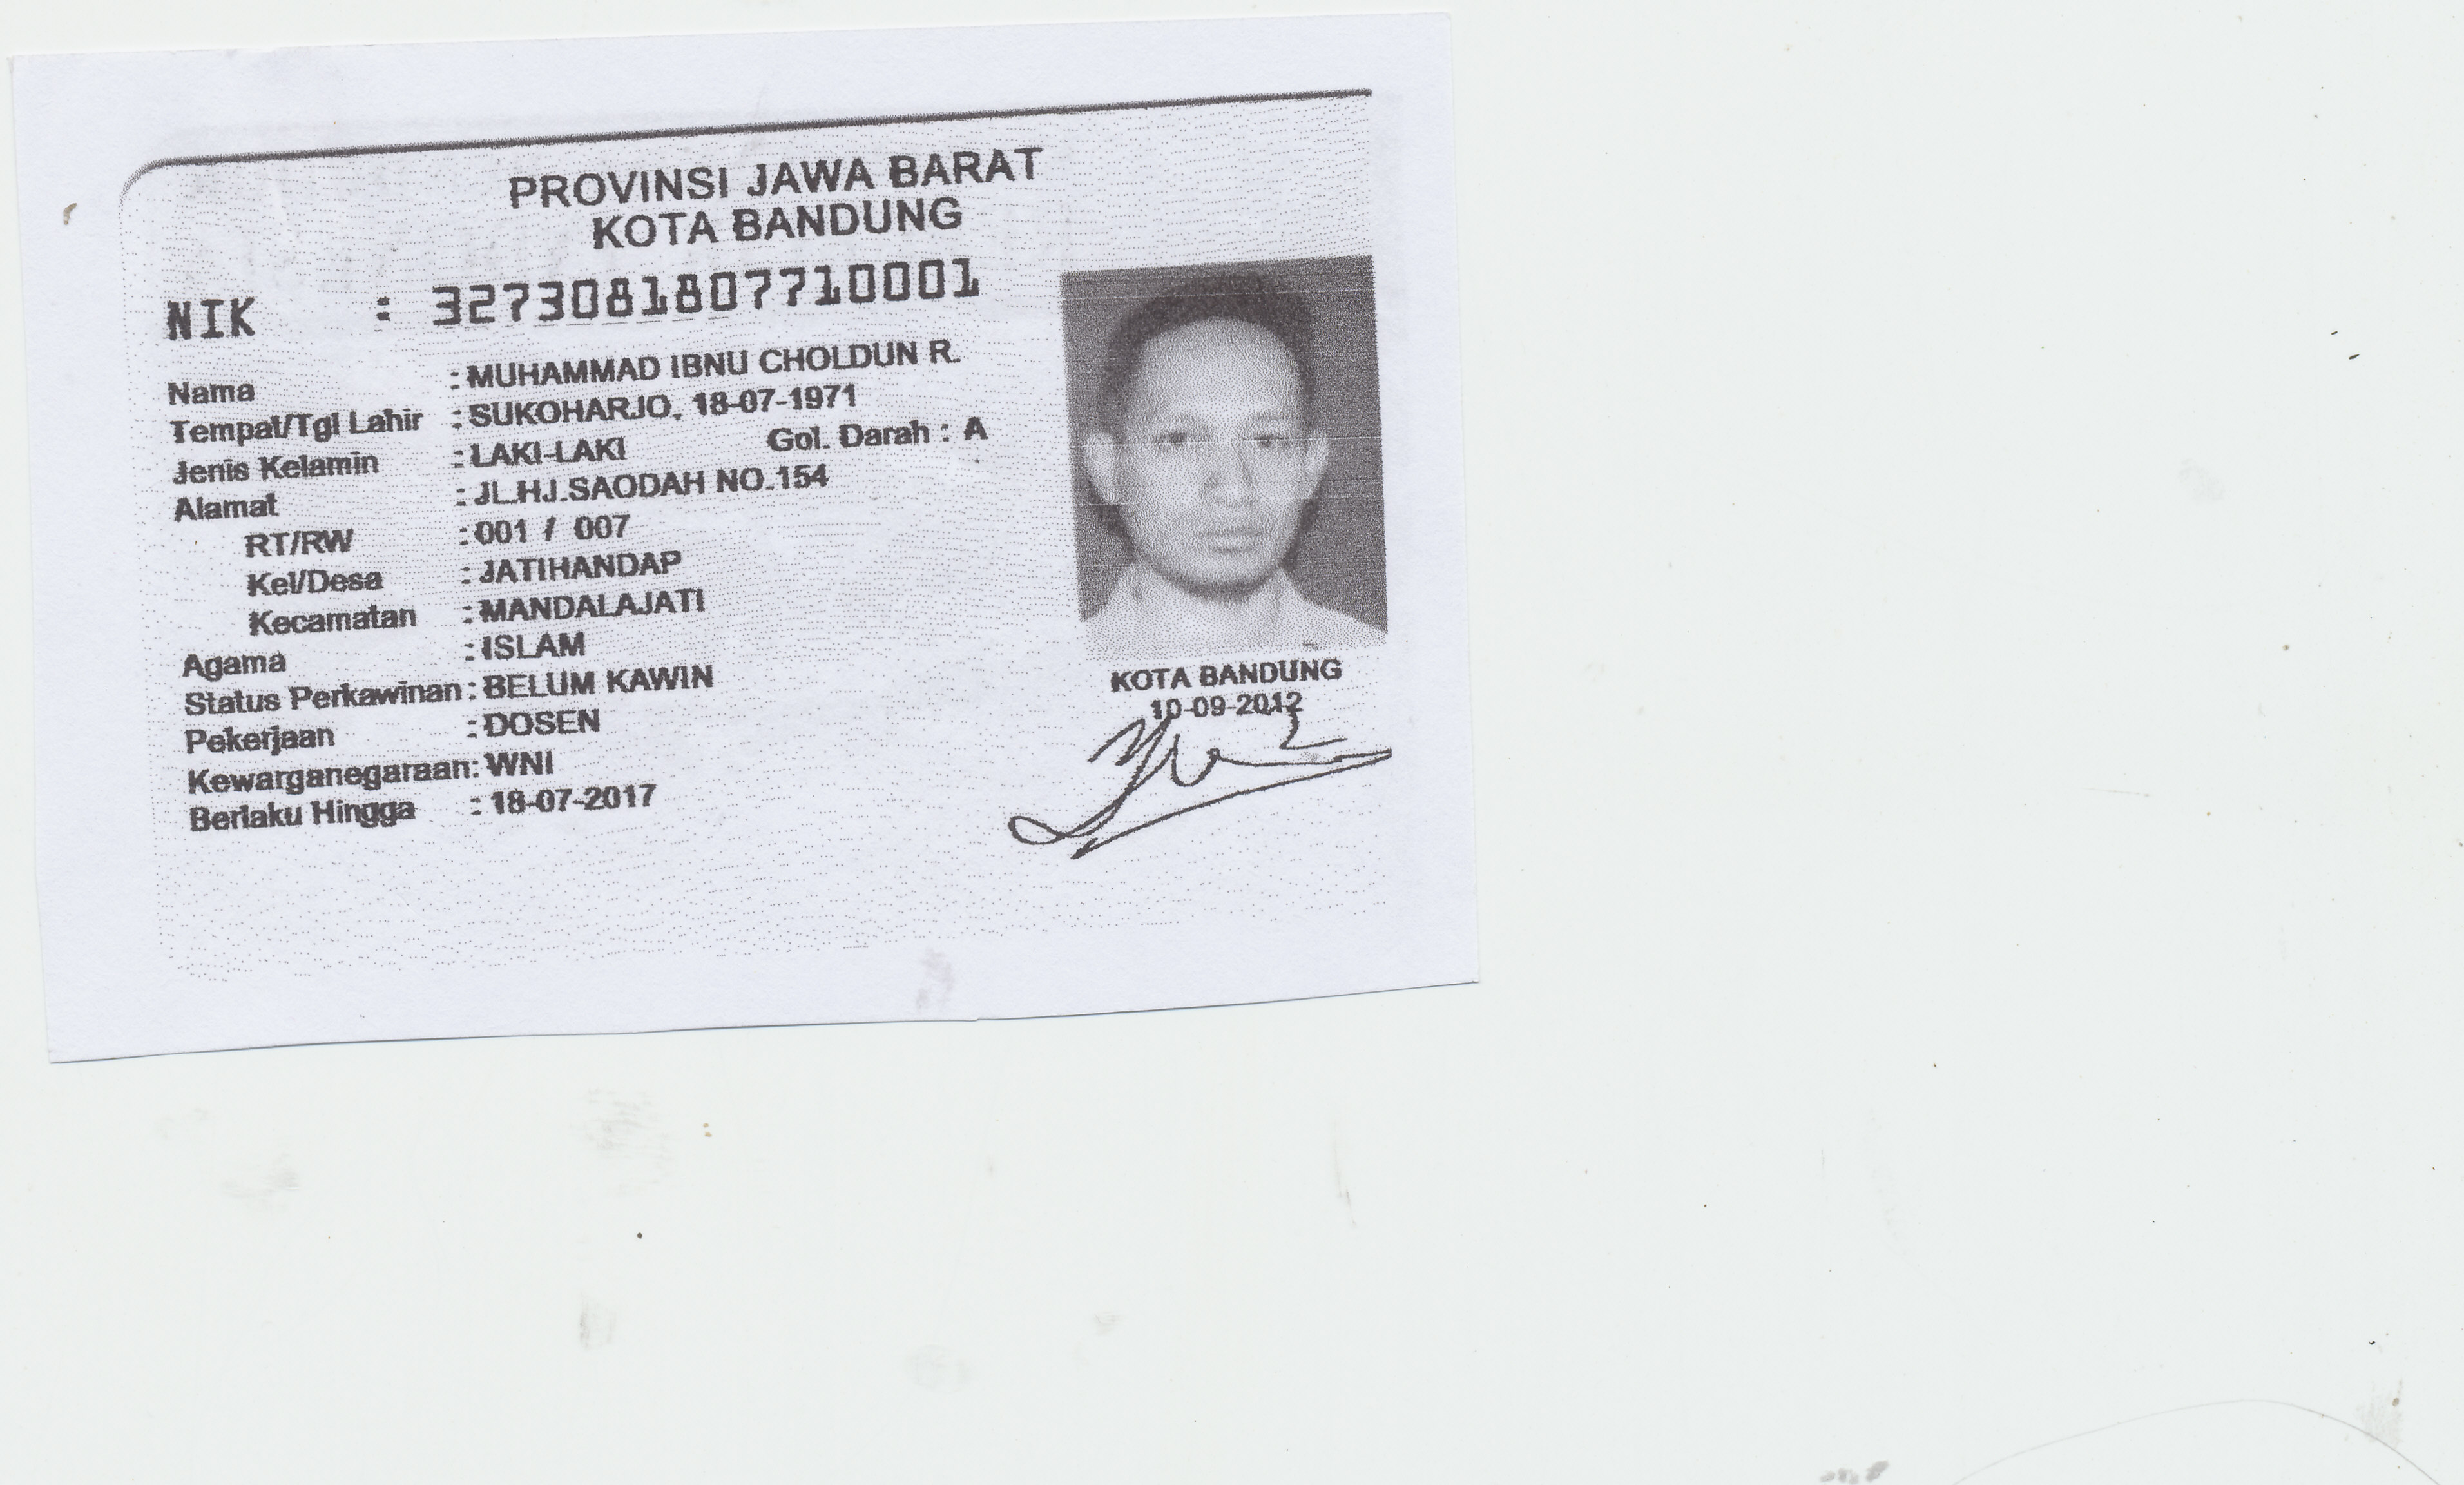 PROVINSI JAWA BARAT
KOTA BANDUNG
NIK : 3273081807710001
Nama : MUHAMMAD IBNU CHOLDUN R.
Tempat/Tgl Lahir : SUKOHARJO, 18-07-1971
Jenis Kelamin : LAKI-LAKI Gol. Darah : A
Alamat : JL.HJ.SAODAH NO.154
RT/RW : 001 / 007
Kel/Desa : JATIHANDAP
Kecamatan : MANDALAJATI
Agama : ISLAM
Status Perkawinan : BELUM KAWIN
Pekerjaan : DOSEN
Kewarganegaraan: WNI
Berlaku Hingga : 18-07-2017
KOTA BANDUNG
10-09-2012